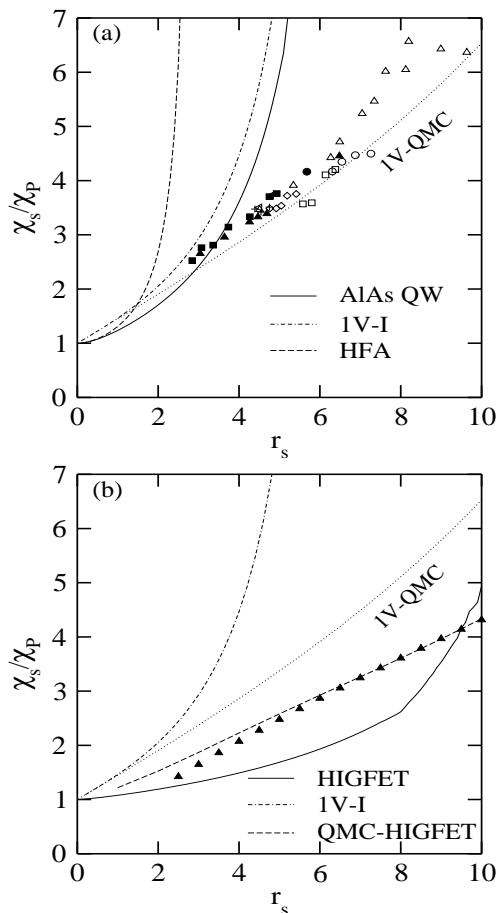 7
(a)
6
5
1V-QMC
4
χs/χP
3
AlAs QW
2
1V-I
1
HFA
0
0 2 4 6 8 10
rs
7
(b)
6
5
1V-QMC
4
χs/χP
3
2
HIGFET
1
1V-I
QMC-HIGFET
0
0 2 4 6 8 10
rs